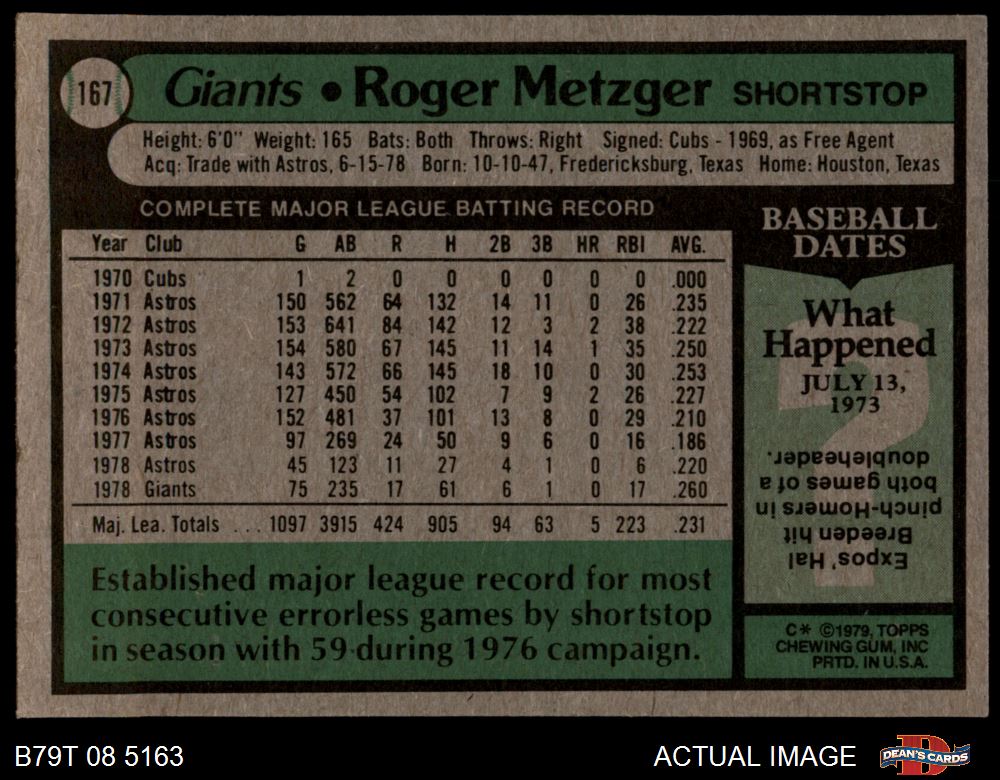 167
Giants • Roger Metzger SHORTSTOP
Height: 6'0" Weight: 165 Bats: Both Throws: Right Signed: Cubs - 1969, as Free Agent
Acq: Trade with Astros, 6-15-78 Born: 10-10-47, Fredericksburg, Texas Home: Houston, Texas
COMPLETE MAJOR LEAGUE BATTING RECORD
Year Club G AB R H 2B 3B HR RBI AVG.
1970 Cubs 1 2 0 0 0 0 0 0 .000
1971 Astros 150 562 64 132 14 11 0 26 .235
1972 Astros 153 641 84 142 12 3 2 38 .222
1973 Astros 154 580 67 145 11 14 1 35 .250
1974 Astros 143 572 66 145 18 10 0 30 .253
1975 Astros 127 450 54 102 7 9 2 26 .227
1976 Astros 152 481 37 101 13 8 0 29 .210
1977 Astros 97 269 24 50 9 6 0 16 .186
1978 Astros 45 123 11 27 4 1 0 6 .220
1978 Giants 75 235 17 61 6 1 0 17 .260
Maj. Lea. Totals ... 1097 3915 424 905 94 63 5 223 .231
Established major league record for most
consecutive errorless games by shortstop
in season with 59 during 1976 campaign.
BASEBALL
DATES
What
Happened
JULY 13,
1973
Expos' Hal
Breeden hit
pinch-Homers in
both games of a
doubleheader.
C* ©1979, TOPPS
CHEWING GUM, INC
PRTD. IN U.S.A.
B79T 08 5163
ACTUAL IMAGE
DEAN'S CARDS